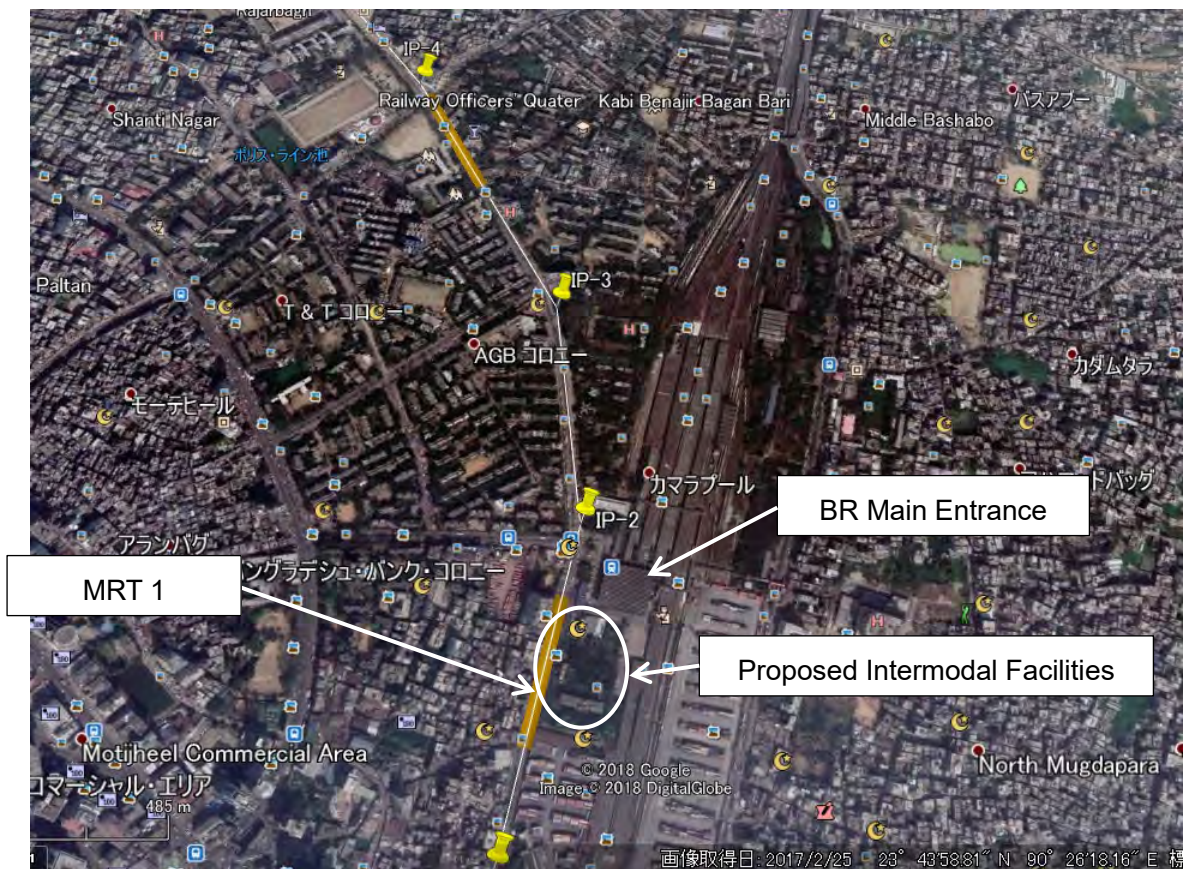 Rajarbagh
IP-4
Railway Officers' Quater
Kabi Benajir Bagan Bari
バスアブー
Shanti Nagar
Middle Bashabo
ポリス・ライン池
Paltan
IP-3
T & T コロニー
AGB コロニー
カダムタラ
モーテヒール
カマラプール
ドバッグ
IP-2
BR Main Entrance
アランバグ
ングラデシュ・バンク・コロニー
MRT 1
Proposed Intermodal Facilities
Motijheel Commercial Area
North Mugdapara
コマーシャル・エリア
© 2018 Google
Image © 2018 DigitalGlobe
485 m
画像取得日: 2017/2/25 23° 43'58.81" N 90° 26'18.16" E 標